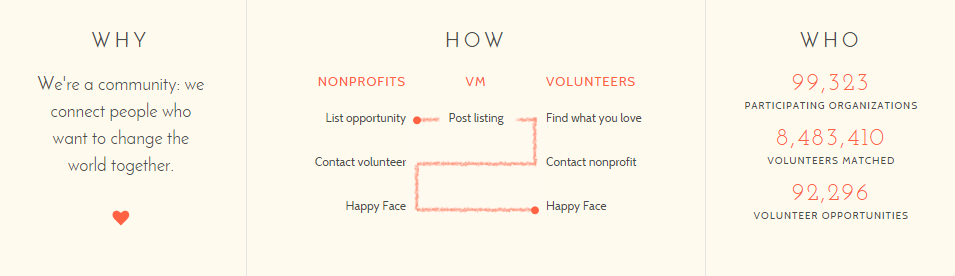 WHY
We're a community: we
connect people who
want to change the
world together.
HOW
NONPROFITS VM VOLUNTEERS
List opportunity Post listing Find what you love
Contact volunteer Contact nonprofit
Happy Face Happy Face
WHO
99,323
PARTICIPATING ORGANIZATIONS
8,483,410
VOLUNTEERS MATCHED
92,296
VOLUNTEER OPPORTUNITIES